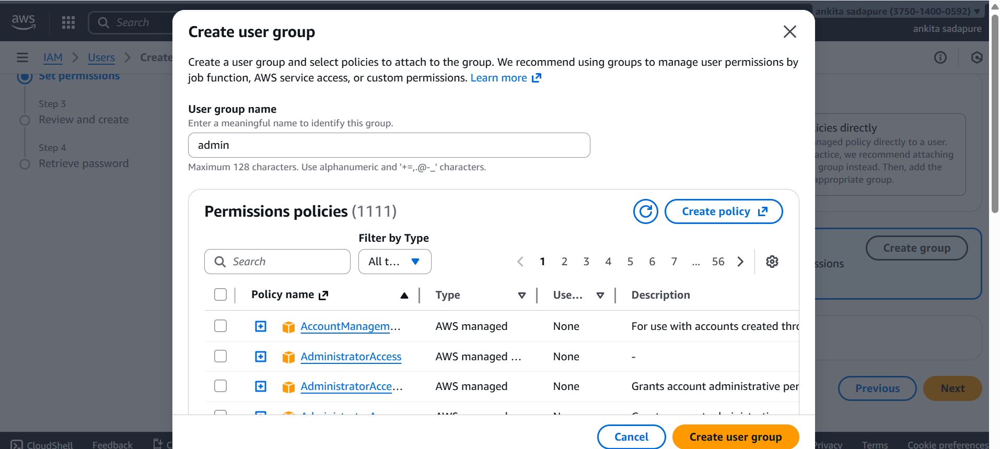 aws
Search
ankita sadapure (3750-1400-0592)
ankita sadapure
IAM
Users
Create
Set permissions
Step 3
Review and create
Step 4
Retrieve password
Create user group
Create a user group and select policies to attach to the group. We recommend using groups to manage user permissions by
job function, AWS service access, or custom permissions. Learn more
User group name
Enter a meaningful name to identify this group.
admin
Maximum 128 characters. Use alphanumeric and '+=,.@-_' characters.
Permissions policies (1111)
Create policy
Filter by Type
Search
All t...
1 2 3 4 5 6 7 ... 56
Policy name Type Use... Description
AccountManagem... AWS managed None For use with accounts created thro
AdministratorAccess AWS managed ... None -
AdministratorAcce... AWS managed None Grants account administrative per
Cancel
Create user group
icies directly
naged policy directly to a user.
actice, we recommend attaching
group instead. Then, add the
appropriate group.
Create group
ssions
Previous
Next
CloudShell
Feedback
Privacy
Terms
Cookie preferences